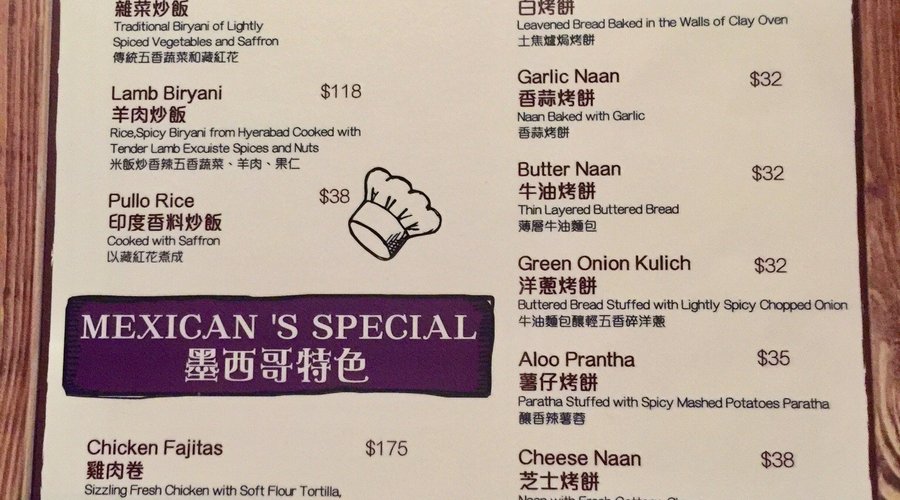 雜菜炒飯
Traditional Biryani of Lightly
Spiced Vegetables and Saffron
傳統五香蔬菜和藏紅花
Lamb Biryani $118
羊肉炒飯
Rice,Spicy Biryani from Hyerabad Cooked with
Tender Lamb Excuiste Spices and Nuts
米飯炒香辣五香蔬菜、羊肉、果仁
Pullo Rice $38
印度香料炒飯
Cooked with Saffron
以藏紅花煮成
MEXICAN 'S SPECIAL
墨西哥特色
Chicken Fajitas $175
雞肉卷
Sizzling Fresh Chicken with Soft Flour Tortilla,
白烤餅
Leavened Bread Baked in the Walls of Clay Oven
土焦爐焗烤餅
Garlic Naan $32
香蒜烤餅
Naan Baked with Garlic
香蒜烤餅
Butter Naan $32
牛油烤餅
Thin Layered Buttered Bread
薄層牛油麵包
Green Onion Kulich $32
洋蔥烤餅
Buttered Bread Stuffed with Lightly Spicy Chopped Onion
牛油麵包釀輕五香碎洋蔥
Aloo Prantha $35
薯仔烤餅
Paratha Stuffed with Spicy Mashed Potatoes Paratha
釀香辣薯蓉
Cheese Naan $38
芝士烤餅
Naan with Fresh Cottage